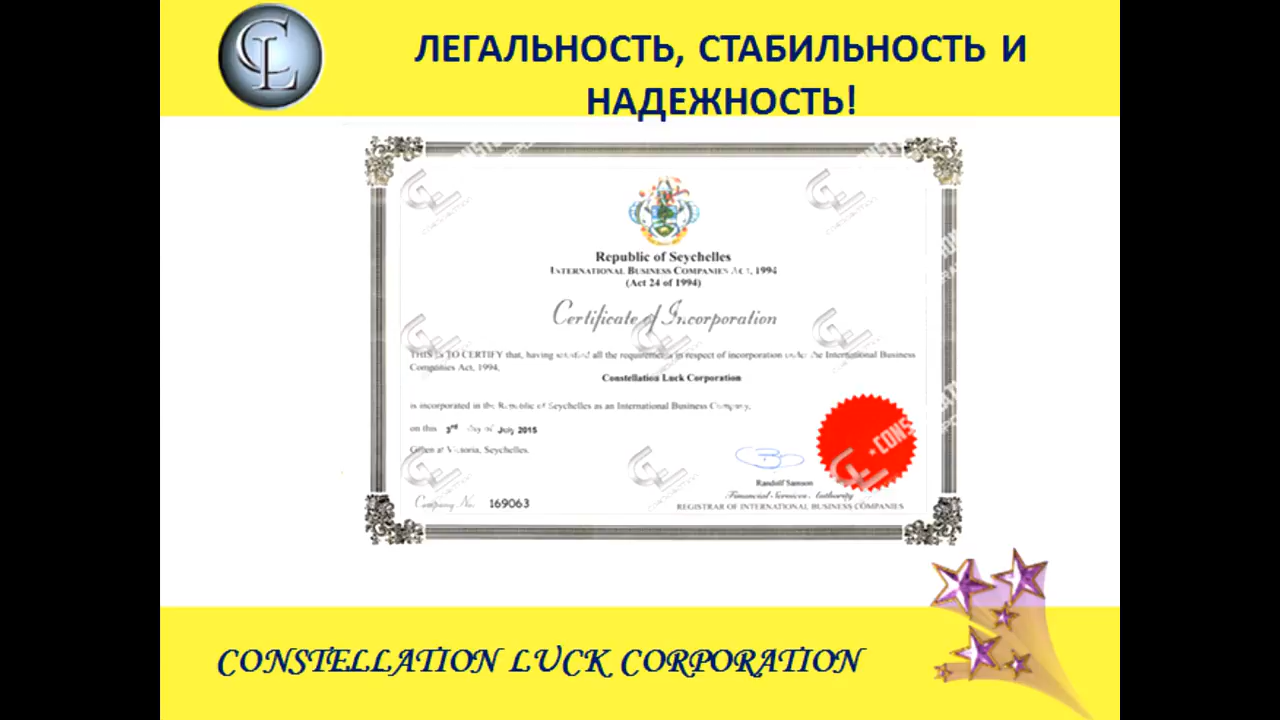 CL
ЛЕГАЛЬНОСТЬ, СТАБИЛЬНОСТЬ И
НАДЕЖНОСТЬ!
Republic of Seychelles
INTERNATIONAL BUSINESS COMPANIES ACT, 1994
(Act 24 of 1994)
Certificate of Incorporation
THIS IS TO CERTIFY that, having satisfied all the requirements in respect of incorporation under the International Business
Companies Act, 1994,
Constellation Luck Corporation
is incorporated in the Republic of Seychelles as an International Business Company,
on this 3rd day of July 2015
Given at Victoria, Seychelles.
Randolf Samson
Financial Services Authority
Company No. 169063
REGISTRAR OF INTERNATIONAL BUSINESS COMPANIES
CONSTELLATION LUCK CORPORATION